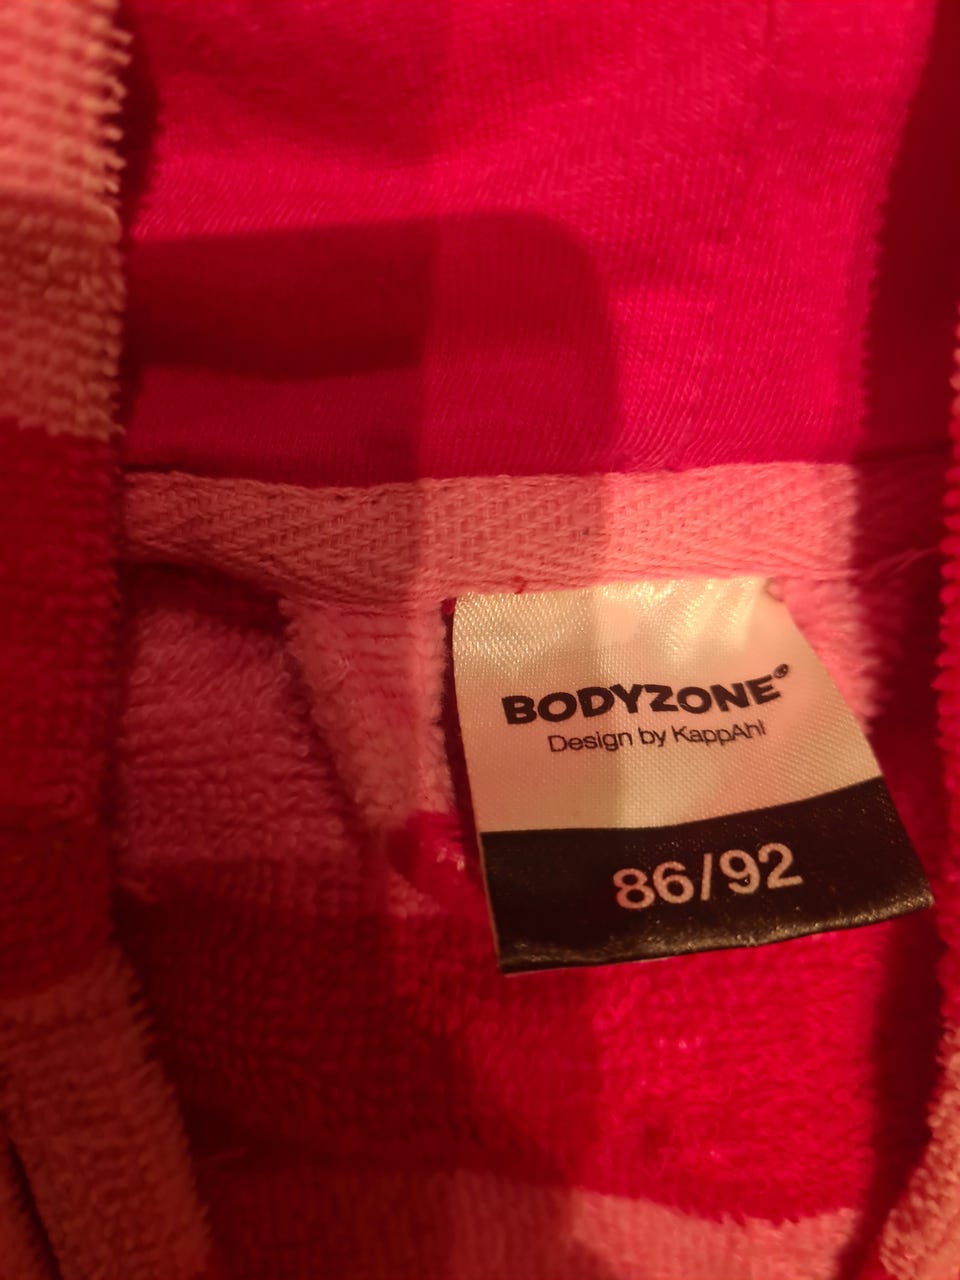 BODYZONE®
Design by KappAhl
86/92